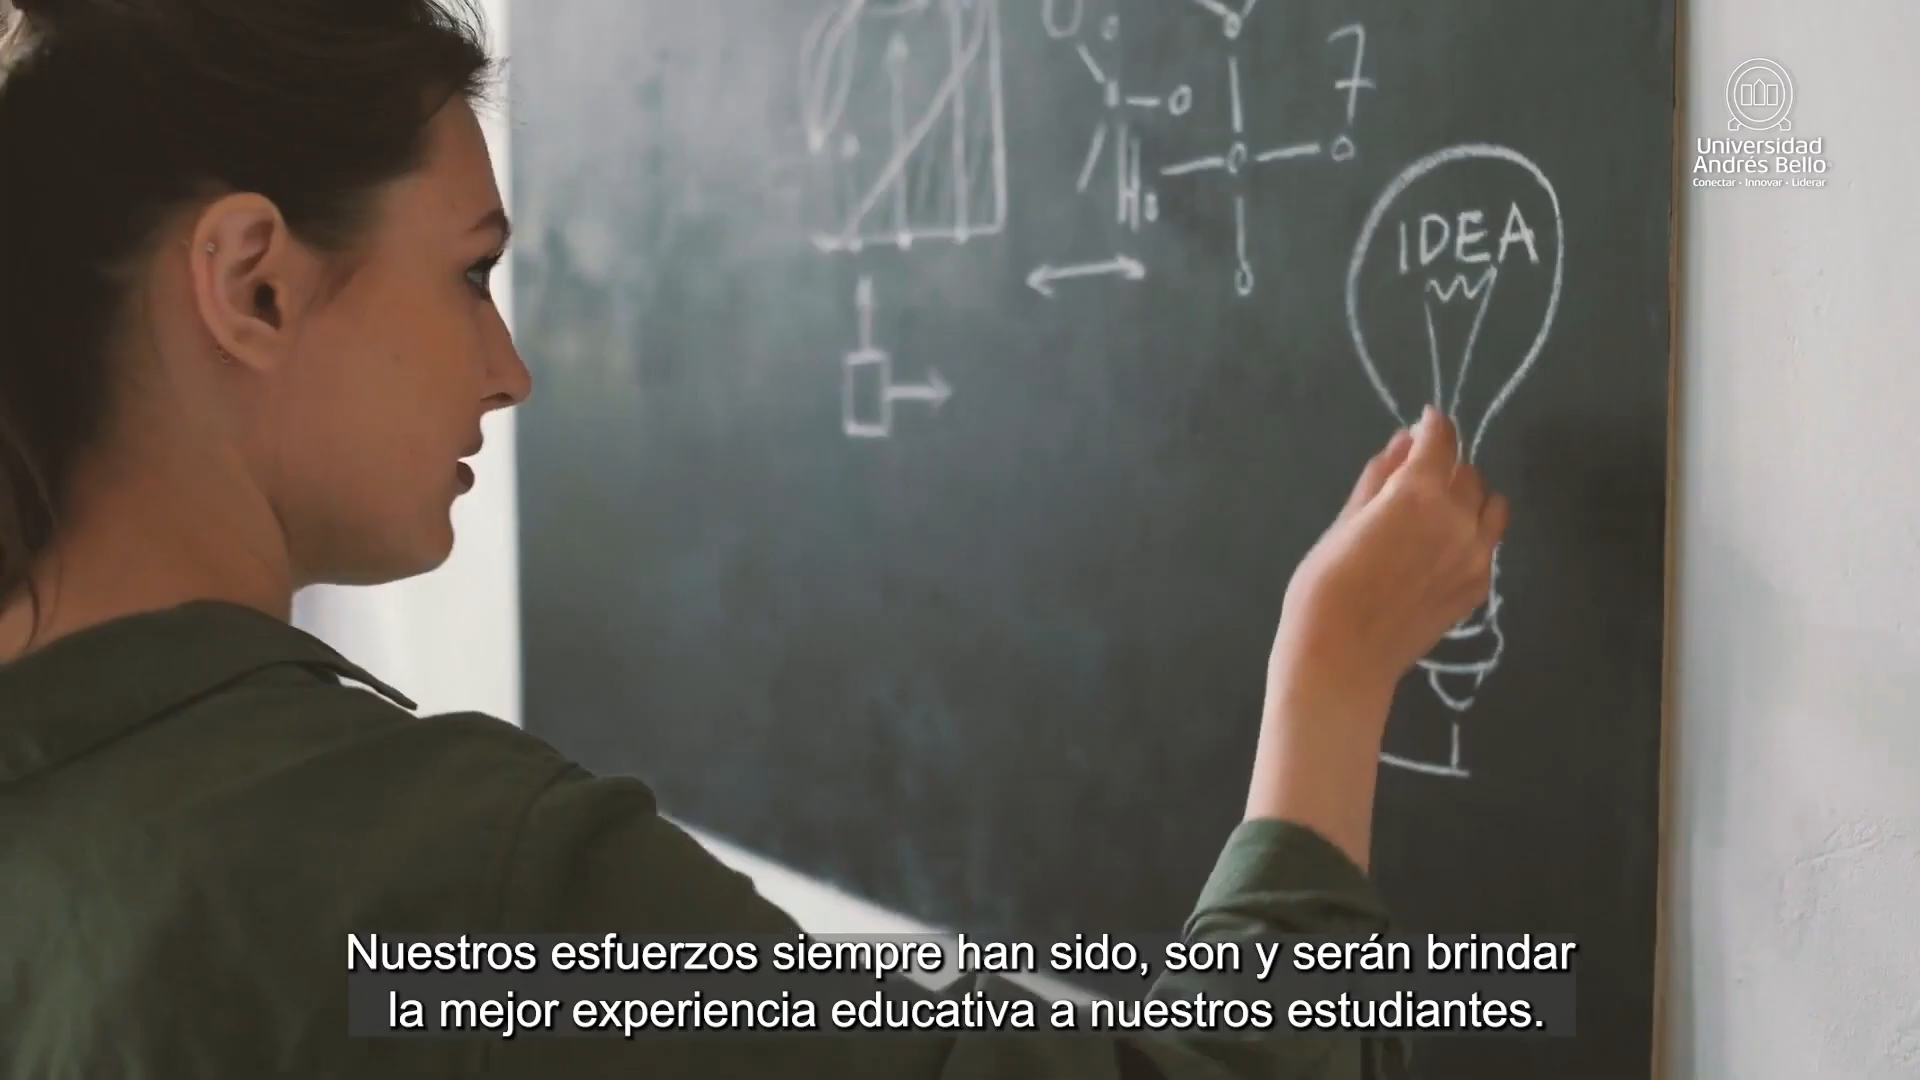 7
IDEA
Universidad
Andrés Bello
Conectar • Innovar • Liderar
Nuestros esfuerzos siempre han sido, son y serán brindar
la mejor experiencia educativa a nuestros estudiantes.